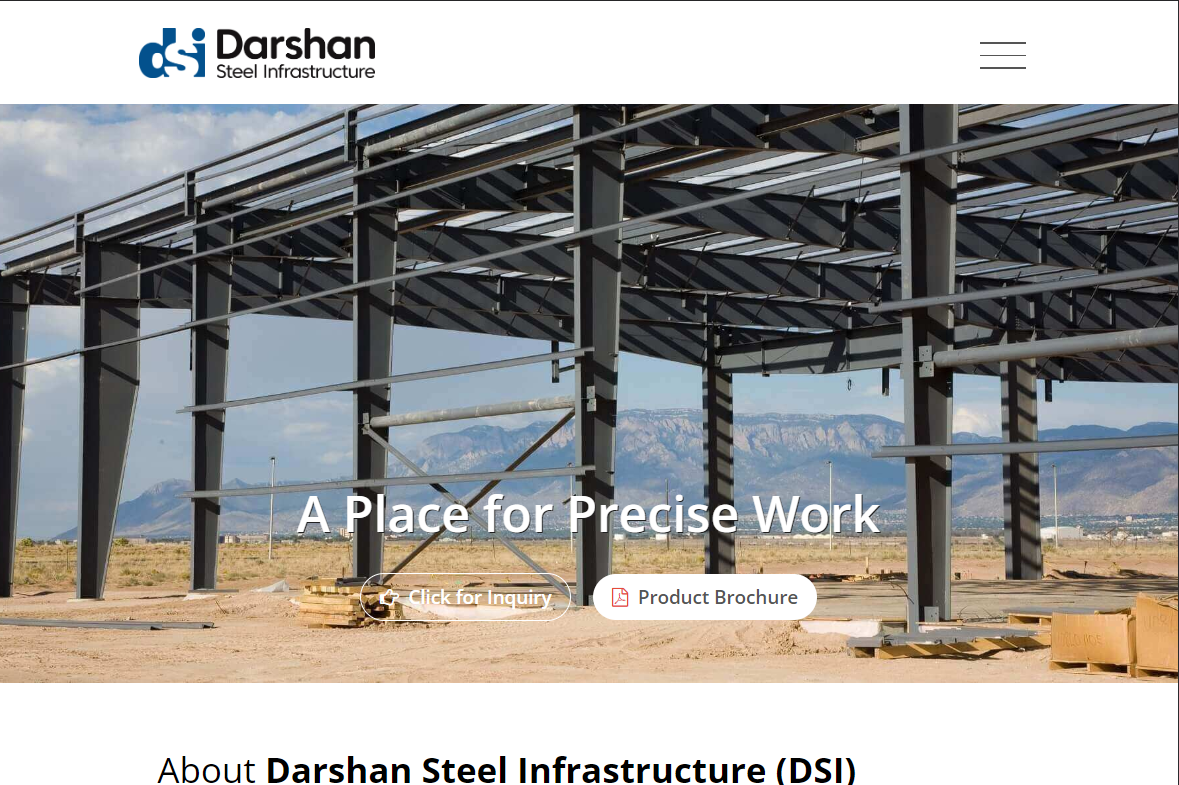 dsi Darshan
Steel Infrastructure
A Place for Precise Work
Click for Inquiry
Product Brochure
About Darshan Steel Infrastructure (DSI)